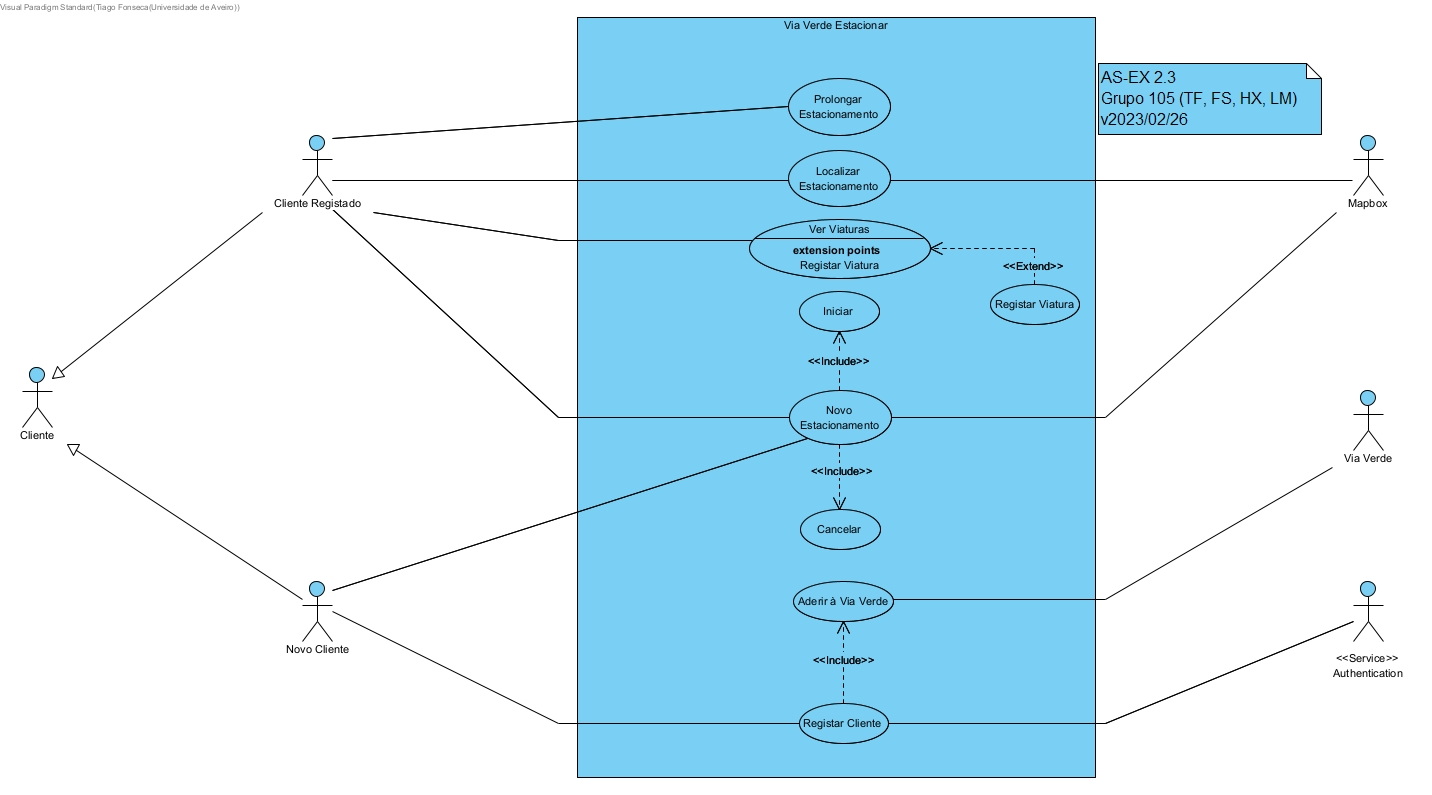 Visual Paradigm Standard(Tiago Fonseca(Universidade de Aveiro))
Via Verde Estacionar
AS-EX 2.3
Grupo 105 (TF, FS, HX, LM)
v2023/02/26
Prolongar
Estacionamento
Localizar
Estacionamento
Cliente Registado
Mapbox
Ver Viaturas
extension points
Registar Viatura
<<Extend>>
Registar Viatura
Iniciar
<<Include>>
Novo
Estacionamento
Cliente
Via Verde
<<Include>>
Cancelar
Aderir à Via Verde
Novo Cliente
<<Include>>
<<Service>>
Authentication
Registar Cliente